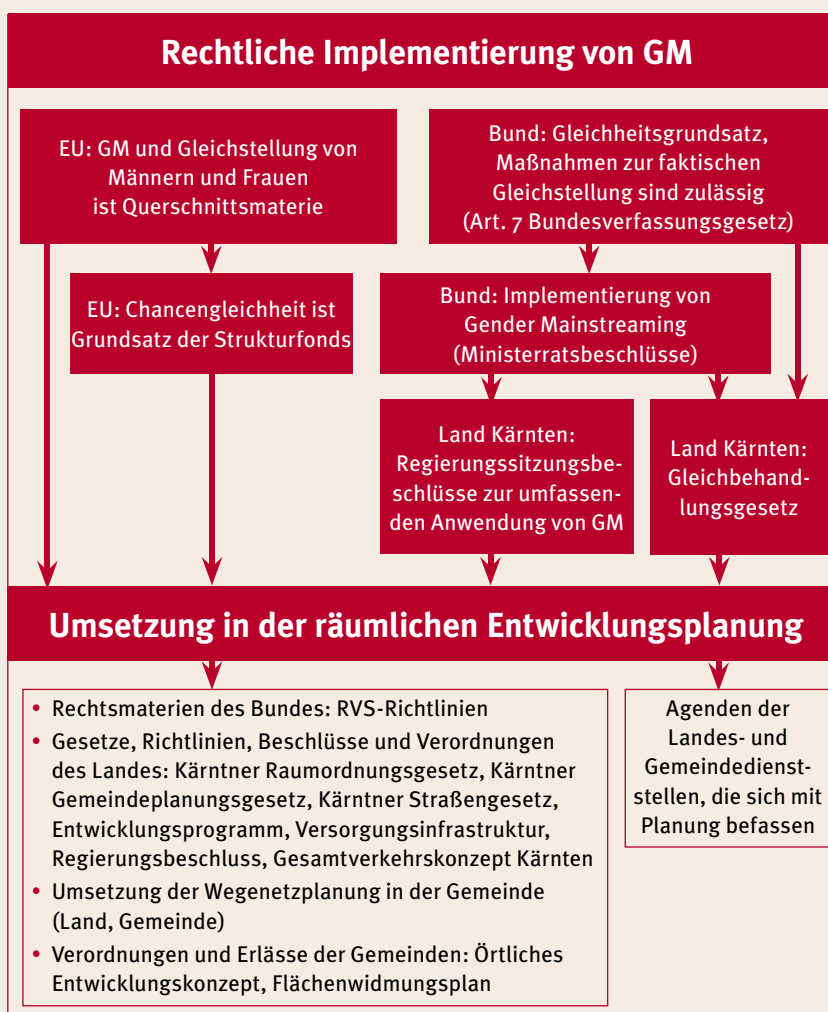 Rechtliche Implementierung von GM
EU: GM und Gleichstellung von
Männern und Frauen
ist Querschnittsmaterie
Bund: Gleichheitsgrundsatz,
Maßnahmen zur faktischen
Gleichstellung sind zulässig
(Art. 7 Bundesverfassungsgesetz)
EU: Chancengleichheit ist
Grundsatz der Strukturfonds
Bund: Implementierung von
Gender Mainstreaming
(Ministerratsbeschlüsse)
Land Kärnten:
Regierungssitzungsbe-
schlüsse zur umfassen-
den Anwendung von GM
Land Kärnten:
Gleichbehand-
lungsgesetz
Umsetzung in der räumlichen Entwicklungsplanung
• Rechtsmaterien des Bundes: RVS-Richtlinien
• Gesetze, Richtlinien, Beschlüsse und Verordnungen
des Landes: Kärntner Raumordnungsgesetz, Kärntner
Gemeindeplanungsgesetz, Kärntner Straßengesetz,
Entwicklungsprogramm, Versorgungsinfrastruktur,
Regierungsbeschluss, Gesamtverkehrskonzept Kärnten
• Umsetzung der Wegenetzplanung in der Gemeinde
(Land, Gemeinde)
• Verordnungen und Erlässe der Gemeinden: Örtliches
Entwicklungskonzept, Flächenwidmungsplan
Agenden der
Landes- und
Gemeindedienst-
stellen, die sich mit
Planung befassen